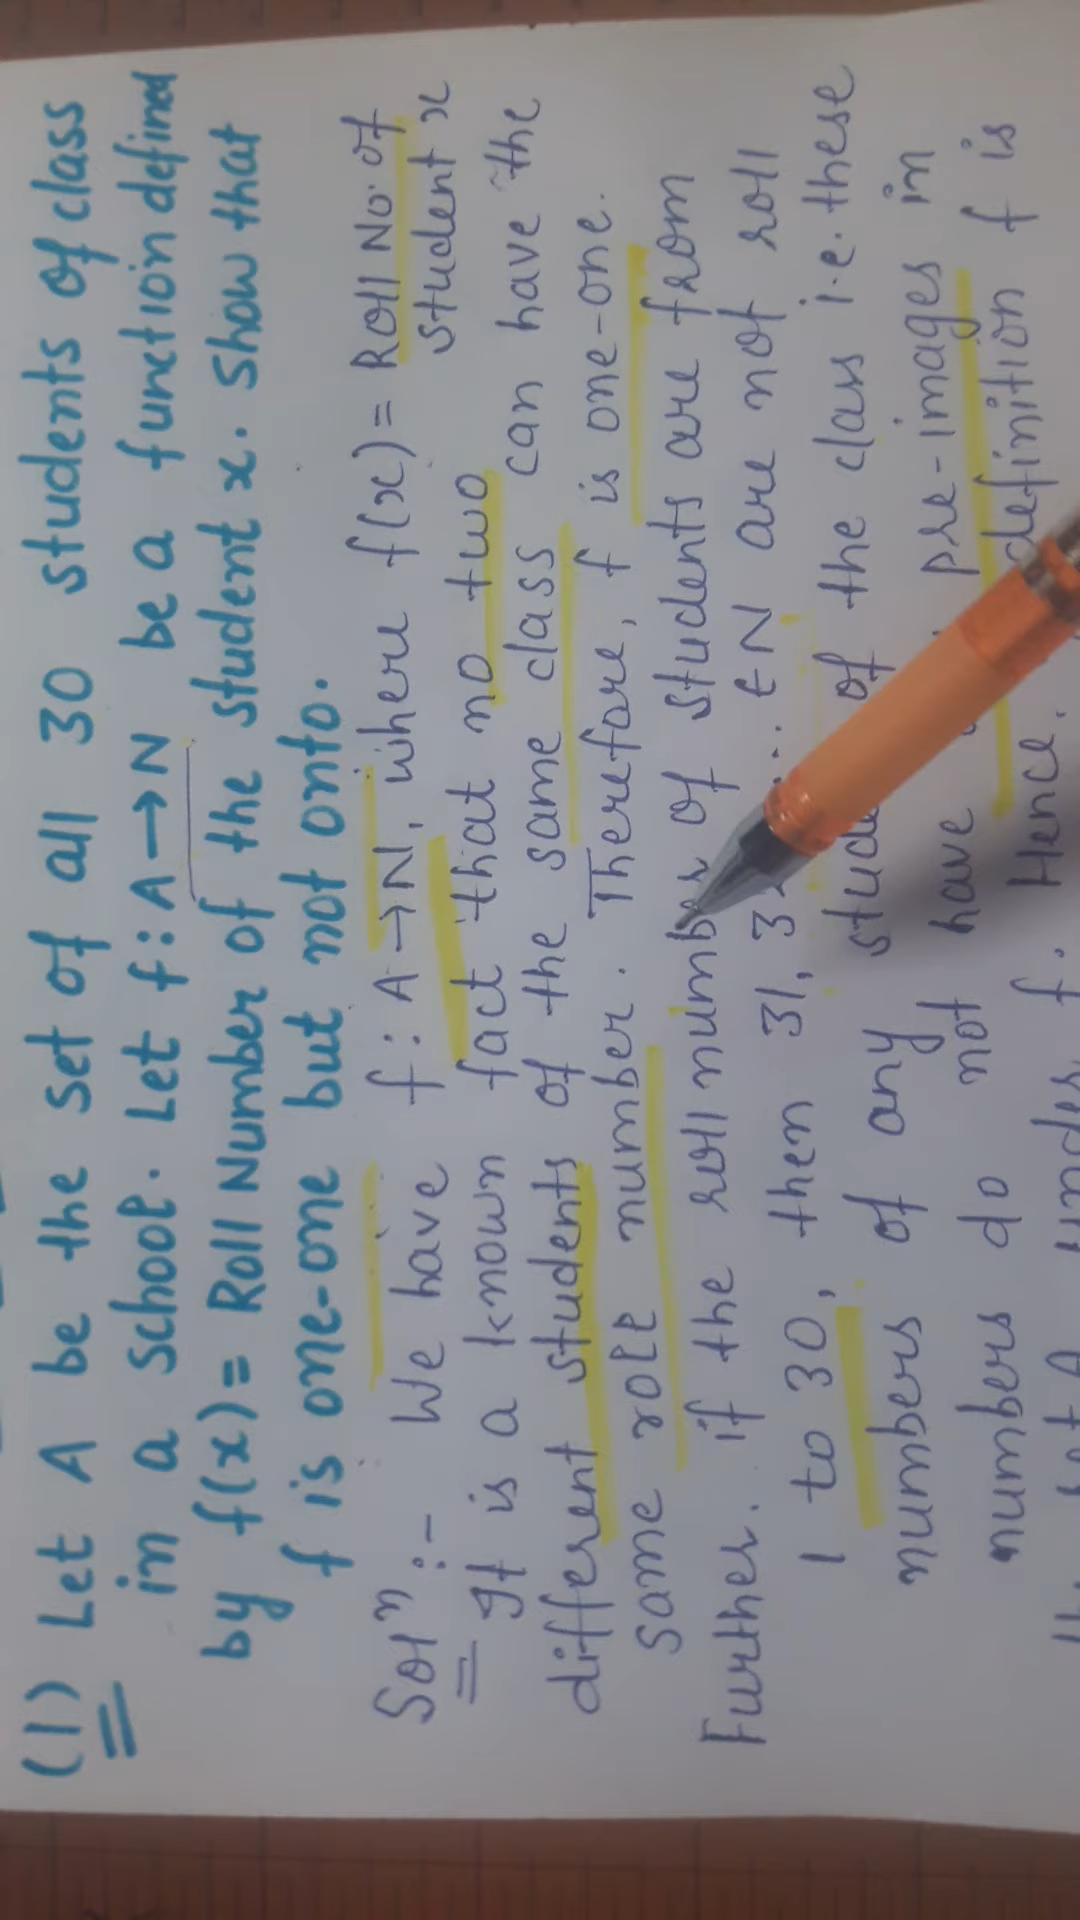 (1) Let A be the set of all 30 students of class
in a school. Let f : A → N be a function defined
by f(x) = Roll Number of the student x. show that
f is one-one but not onto.
Solⁿ :- We have f : A → N, where f(x) = Roll No. of
student x
It is a known fact that no two
different students of the same class can have the
same roll number. Therefore, f is one-one.
Further. if the roll number of students are from
1 to 30, then 31, 3 ... ∈ N are not roll
numbers of any of the class i.e. these
numbers do not have pre-images in
f. Hence, definition f is